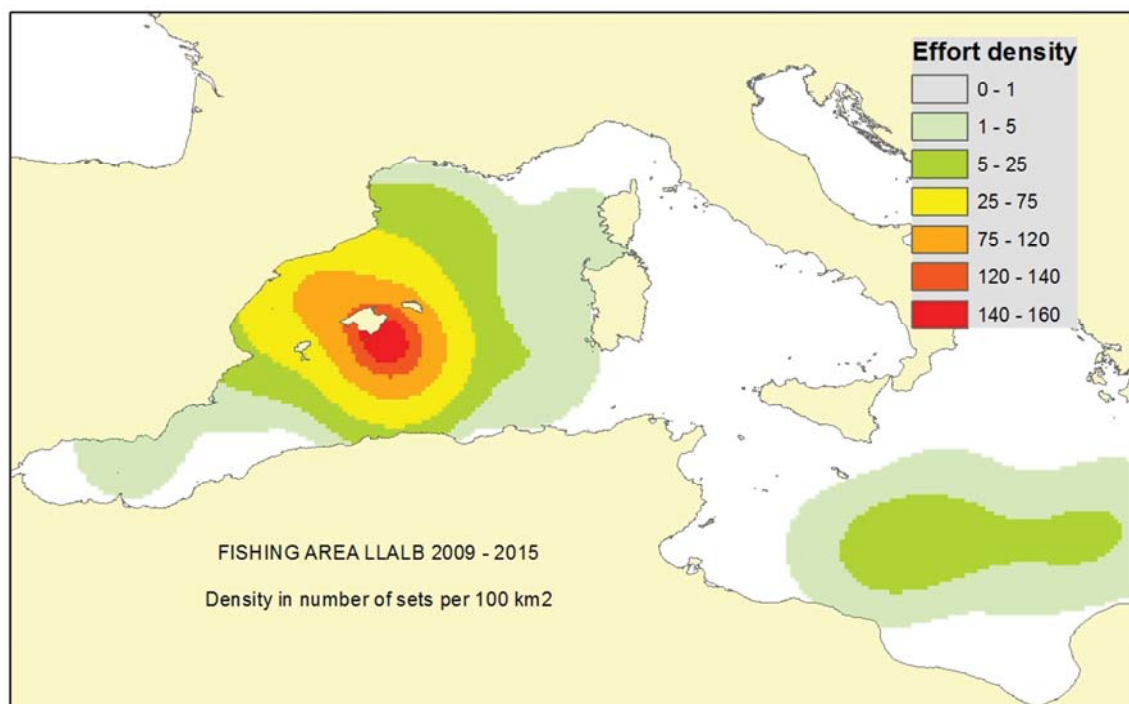 Effort density
0 - 1
1 - 5
5 - 25
25 - 75
75 - 120
120 - 140
140 - 160
FISHING AREA LLALB 2009 - 2015
Density in number of sets per 100 km2